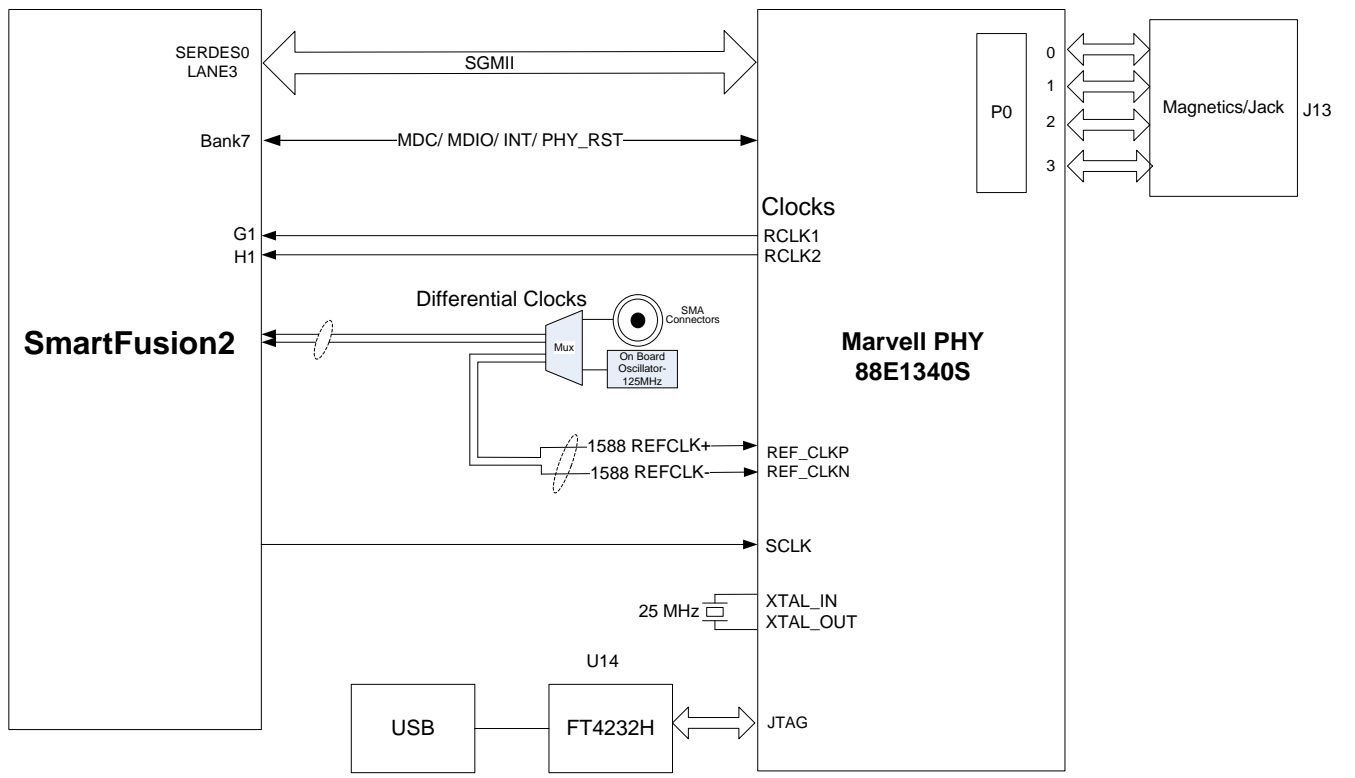 SERDES0
LANE3
SGMII
Bank7
MDC/ MDIO/ INT/ PHY_RST
G1
H1
SmartFusion2
Differential Clocks
Mux
SMA
Connectors
On Board
Oscillator-
125MHz
1588 REFCLK+
1588 REFCLK-
Clocks
RCLK1
RCLK2
Marvell PHY
88E1340S
REF_CLKP
REF_CLKN
SCLK
25 MHz
XTAL_IN
XTAL_OUT
U14
USB
FT4232H
JTAG
P0
0
1
2
3
Magnetics/Jack
J13